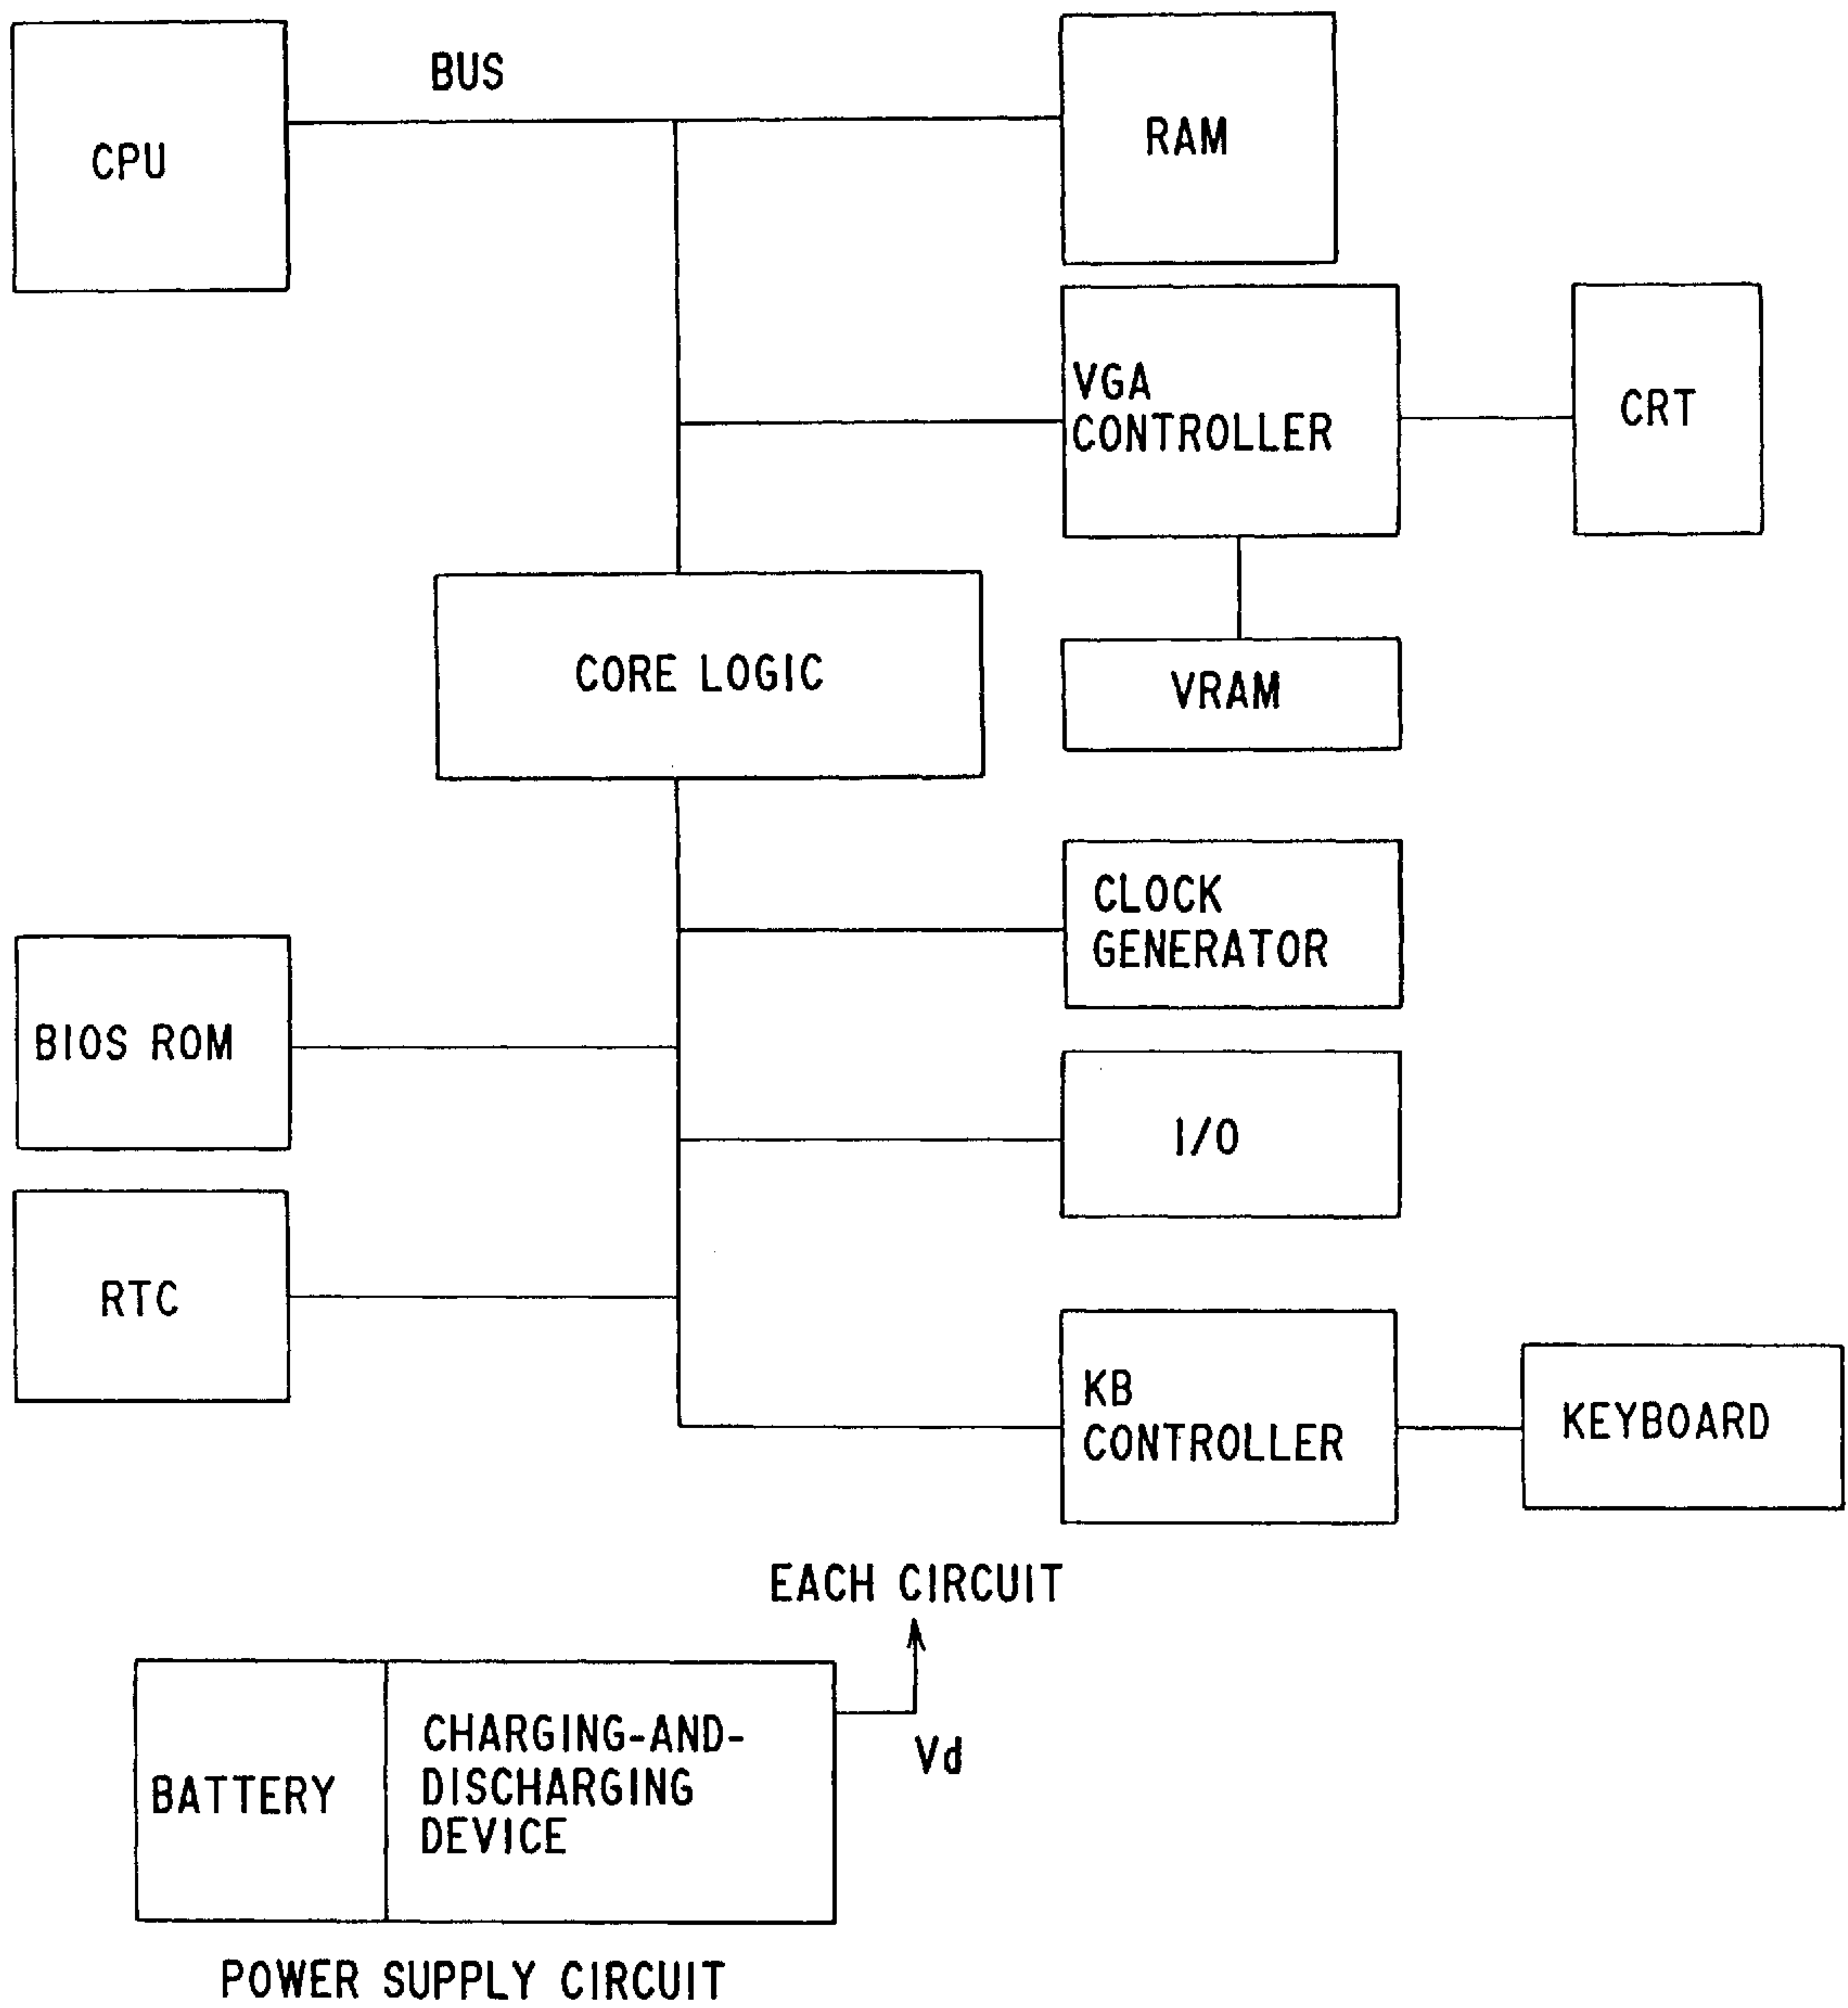 BUS
CPU
RAM
VGA
CONTROLLER
CRT
CORE LOGIC
VRAM
CLOCK
GENERATOR
BIOS ROM
I/O
RTC
KB
CONTROLLER
KEYBOARD
EACH CIRCUIT
BATTERY
CHARGING-AND-
DISCHARGING
DEVICE
Vd
POWER SUPPLY CIRCUIT